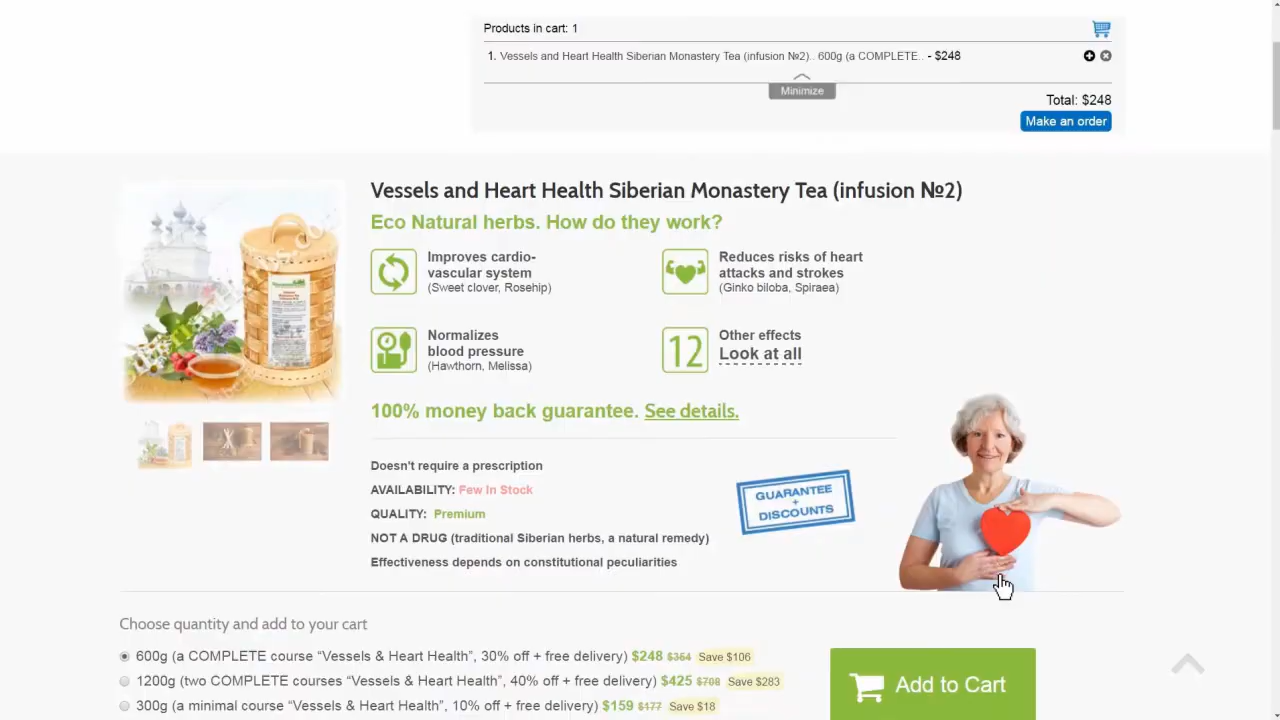 Products in cart: 1
1. Vessels and Heart Health Siberian Monastery Tea (infusion №2).. 600g (a COMPLETE.. - $248
Minimize
Total: $248
Make an order
Vessels and Heart Health Siberian Monastery Tea (infusion №2)
Eco Natural herbs. How do they work?
Improves cardio-
vascular system
(Sweet clover, Rosehip)
Reduces risks of heart
attacks and strokes
(Ginko biloba, Spiraea)
Normalizes
blood pressure
(Hawthorn, Melissa)
12
Other effects
Look at all
100% money back guarantee. See details.
Doesn't require a prescription
AVAILABILITY: Few In Stock
QUALITY: Premium
NOT A DRUG (traditional Siberian herbs, a natural remedy)
Effectiveness depends on constitutional peculiarities
GUARANTEE
+
DISCOUNTS
Choose quantity and add to your cart
600g (a COMPLETE course “Vessels & Heart Health”, 30% off + free delivery) $248 $354 Save $106
1200g (two COMPLETE courses “Vessels & Heart Health”, 40% off + free delivery) $425 $708 Save $283
300g (a minimal course “Vessels & Heart Health”, 10% off + free delivery) $159 $177 Save $18
Add to Cart